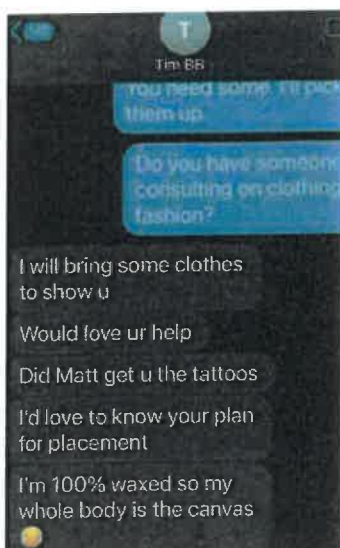 T
Tim BB
You need some. I'll pick
them up
Do you have someone
consulting on clothing
fashion?
I will bring some clothes
to show u
Would love ur help
Did Matt get u the tattoos
I'd love to know your plan
for placement
I'm 100% waxed so my
whole body is the canvas